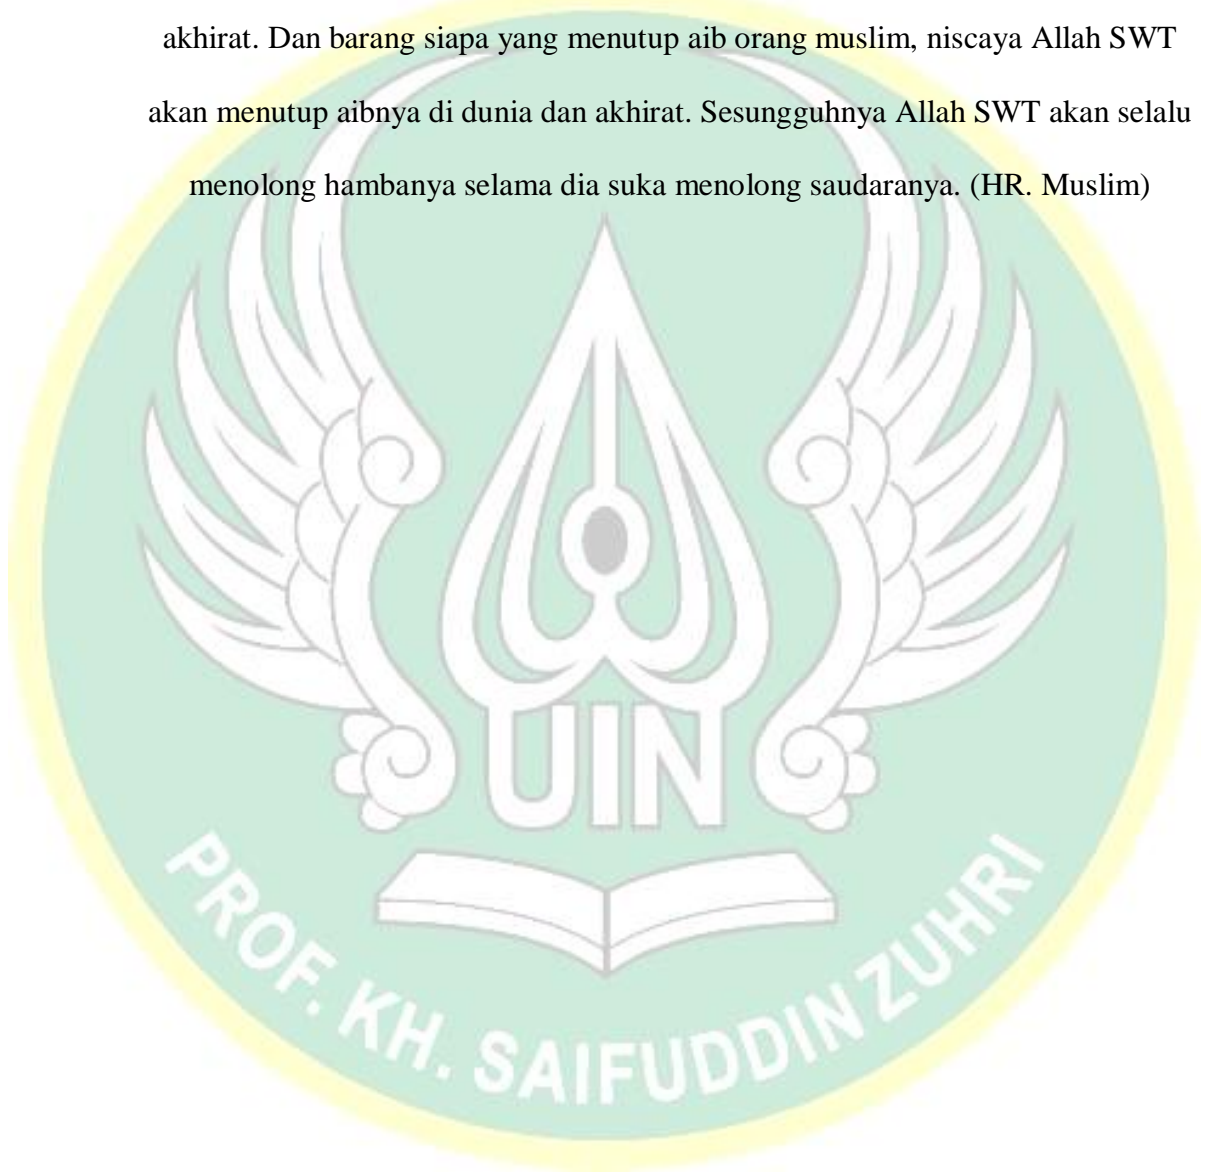 akhirat. Dan barang siapa yang menutup aib orang muslim, niscaya Allah SWT
akan menutup aibnya di dunia dan akhirat. Sesungguhnya Allah SWT akan selalu
menolong hambanya selama dia suka menolong saudaranya. (HR. Muslim)
UIN
PROF. KH. SAIFUDDIN ZUHRI